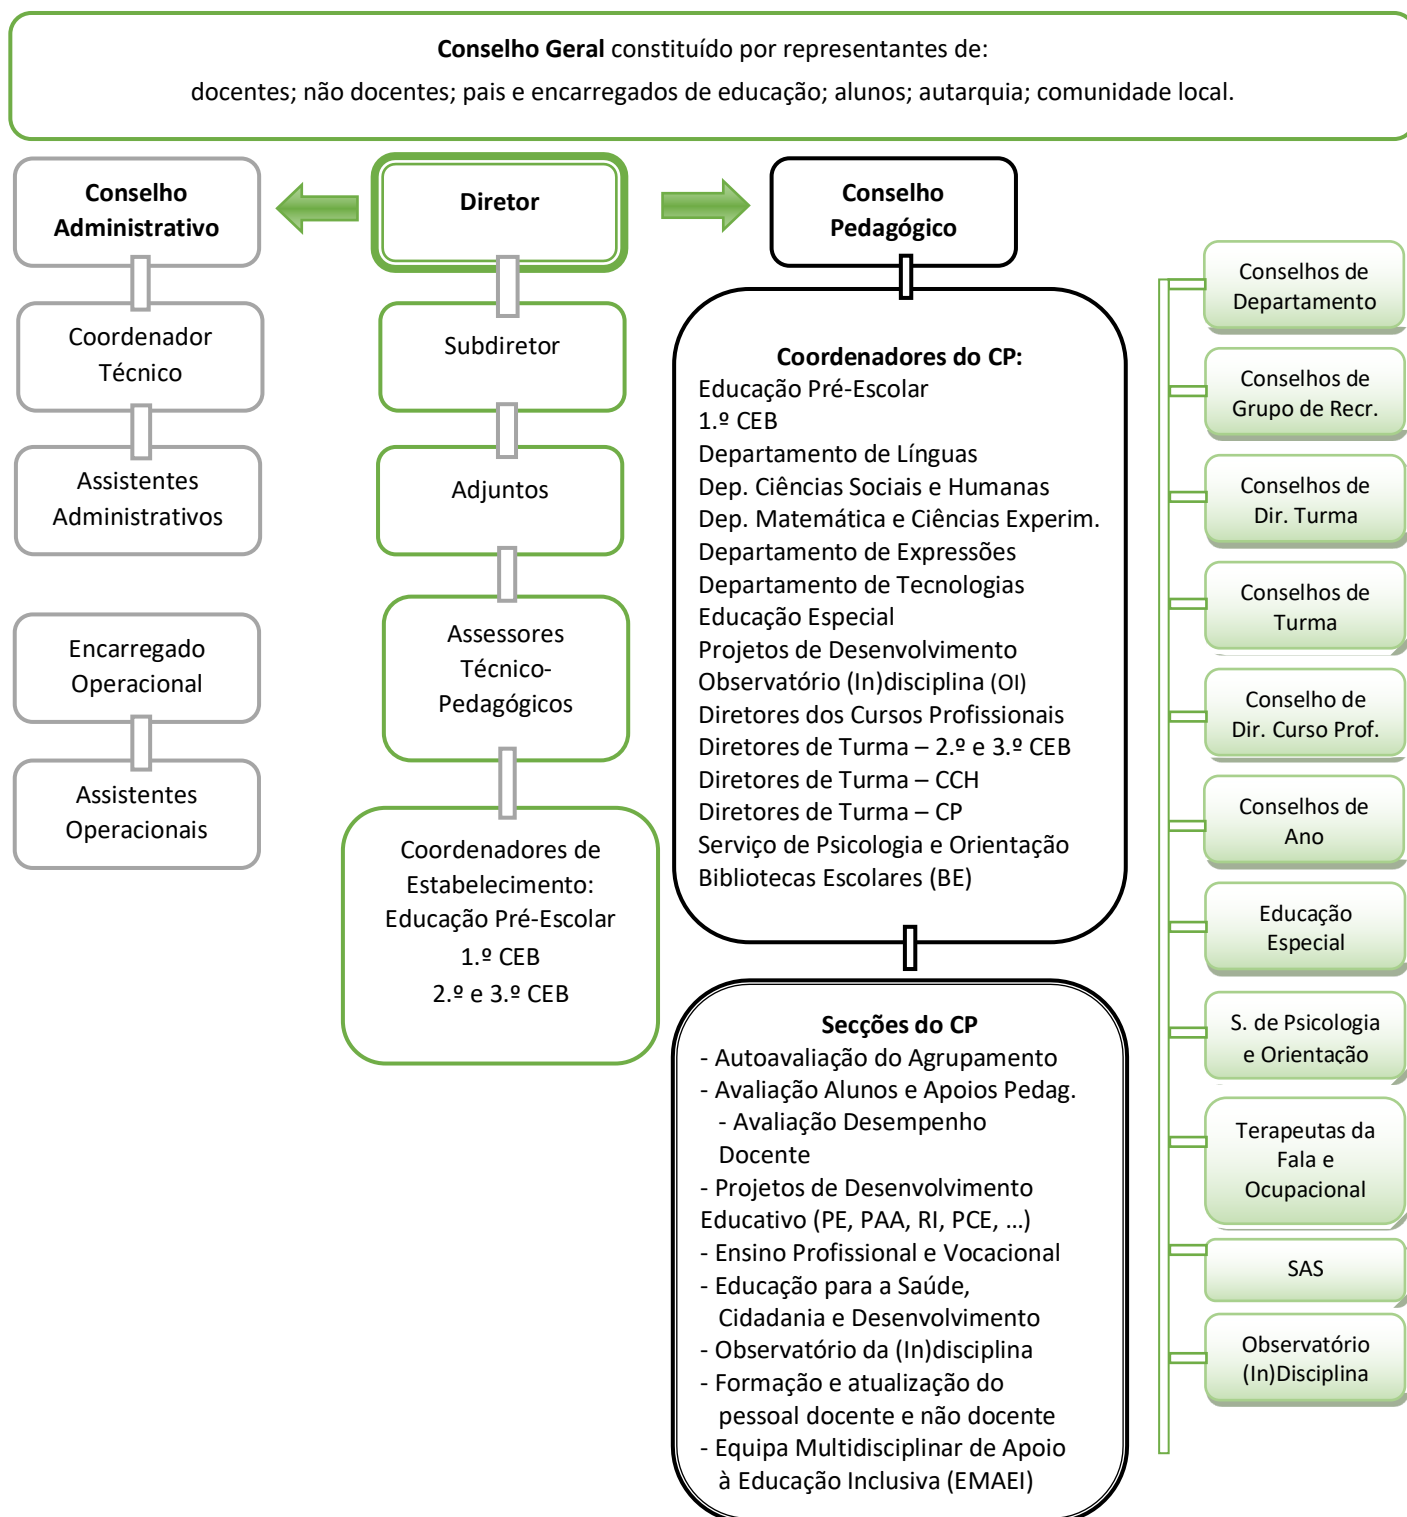 Conselho Geral constituído por representantes de:
docentes; não docentes; pais e encarregados de educação; alunos; autarquia; comunidade local.
Conselho
Administrativo
Coordenador
Técnico
Assistentes
Administrativos
Encarregado
Operacional
Assistentes
Operacionais
Diretor
Subdiretor
Adjuntos
Assessores
Técnico-
Pedagógicos
Coordenadores de
Estabelecimento:
Educação Pré-Escolar
1.º CEB
2.º e 3.º CEB
Conselho
Pedagógico
Coordenadores do CP:
Educação Pré-Escolar
1.º CEB
Departamento de Línguas
Dep. Ciências Sociais e Humanas
Dep. Matemática e Ciências Experim.
Departamento de Expressões
Departamento de Tecnologias
Educação Especial
Projetos de Desenvolvimento
Observatório (In)disciplina (OI)
Diretores dos Cursos Profissionais
Diretores de Turma – 2.º e 3.º CEB
Diretores de Turma – CCH
Diretores de Turma – CP
Serviço de Psicologia e Orientação
Bibliotecas Escolares (BE)
Secções do CP
- Autoavaliação do Agrupamento
- Avaliação Alunos e Apoios Pedag.
- Avaliação Desempenho
Docente
- Projetos de Desenvolvimento
Educativo (PE, PAA, RI, PCE, ...)
- Ensino Profissional e Vocacional
- Educação para a Saúde,
Cidadania e Desenvolvimento
- Observatório da (In)disciplina
- Formação e atualização do
pessoal docente e não docente
- Equipa Multidisciplinar de Apoio
à Educação Inclusiva (EMAEI)
Conselhos de
Departamento
Conselhos de
Grupo de Recr.
Conselhos de
Dir. Turma
Conselhos de
Turma
Conselho de
Dir. Curso Prof.
Conselhos de
Ano
Educação
Especial
S. de Psicologia
e Orientação
Terapeutas da
Fala e
Ocupacional
SAS
Observatório
(In)Disciplina